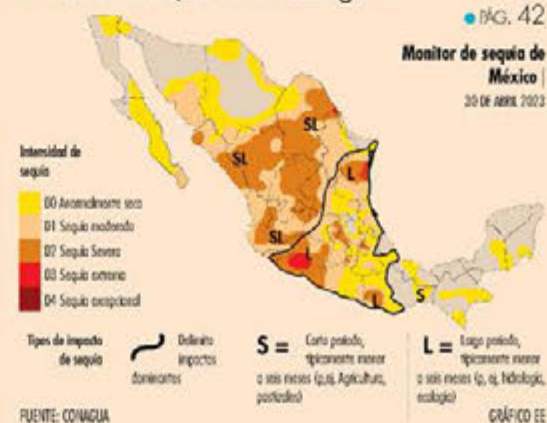 PÁG. 42
Monitor de sequía de
México |
30 DE ABRIL 2023
Intensidad de
sequía
D0 Anormalmente seco
D1 Sequía moderada
D2 Sequía Severa
D3 Sequía extrema
D4 Sequía excepcional
SL
SL
SL
L
L
L
S
Tipos de impacto
de sequía
Delimita
impactos
dominantes
S = Corto periodo,
típicamente menor
a seis meses (p,ej, Agricultura,
pastizales)
L = Largo periodo,
típicamente menor
a seis meses (p, ej, hidrología,
ecología)
FUENTE: CONAGUA
GRÁFICO EE